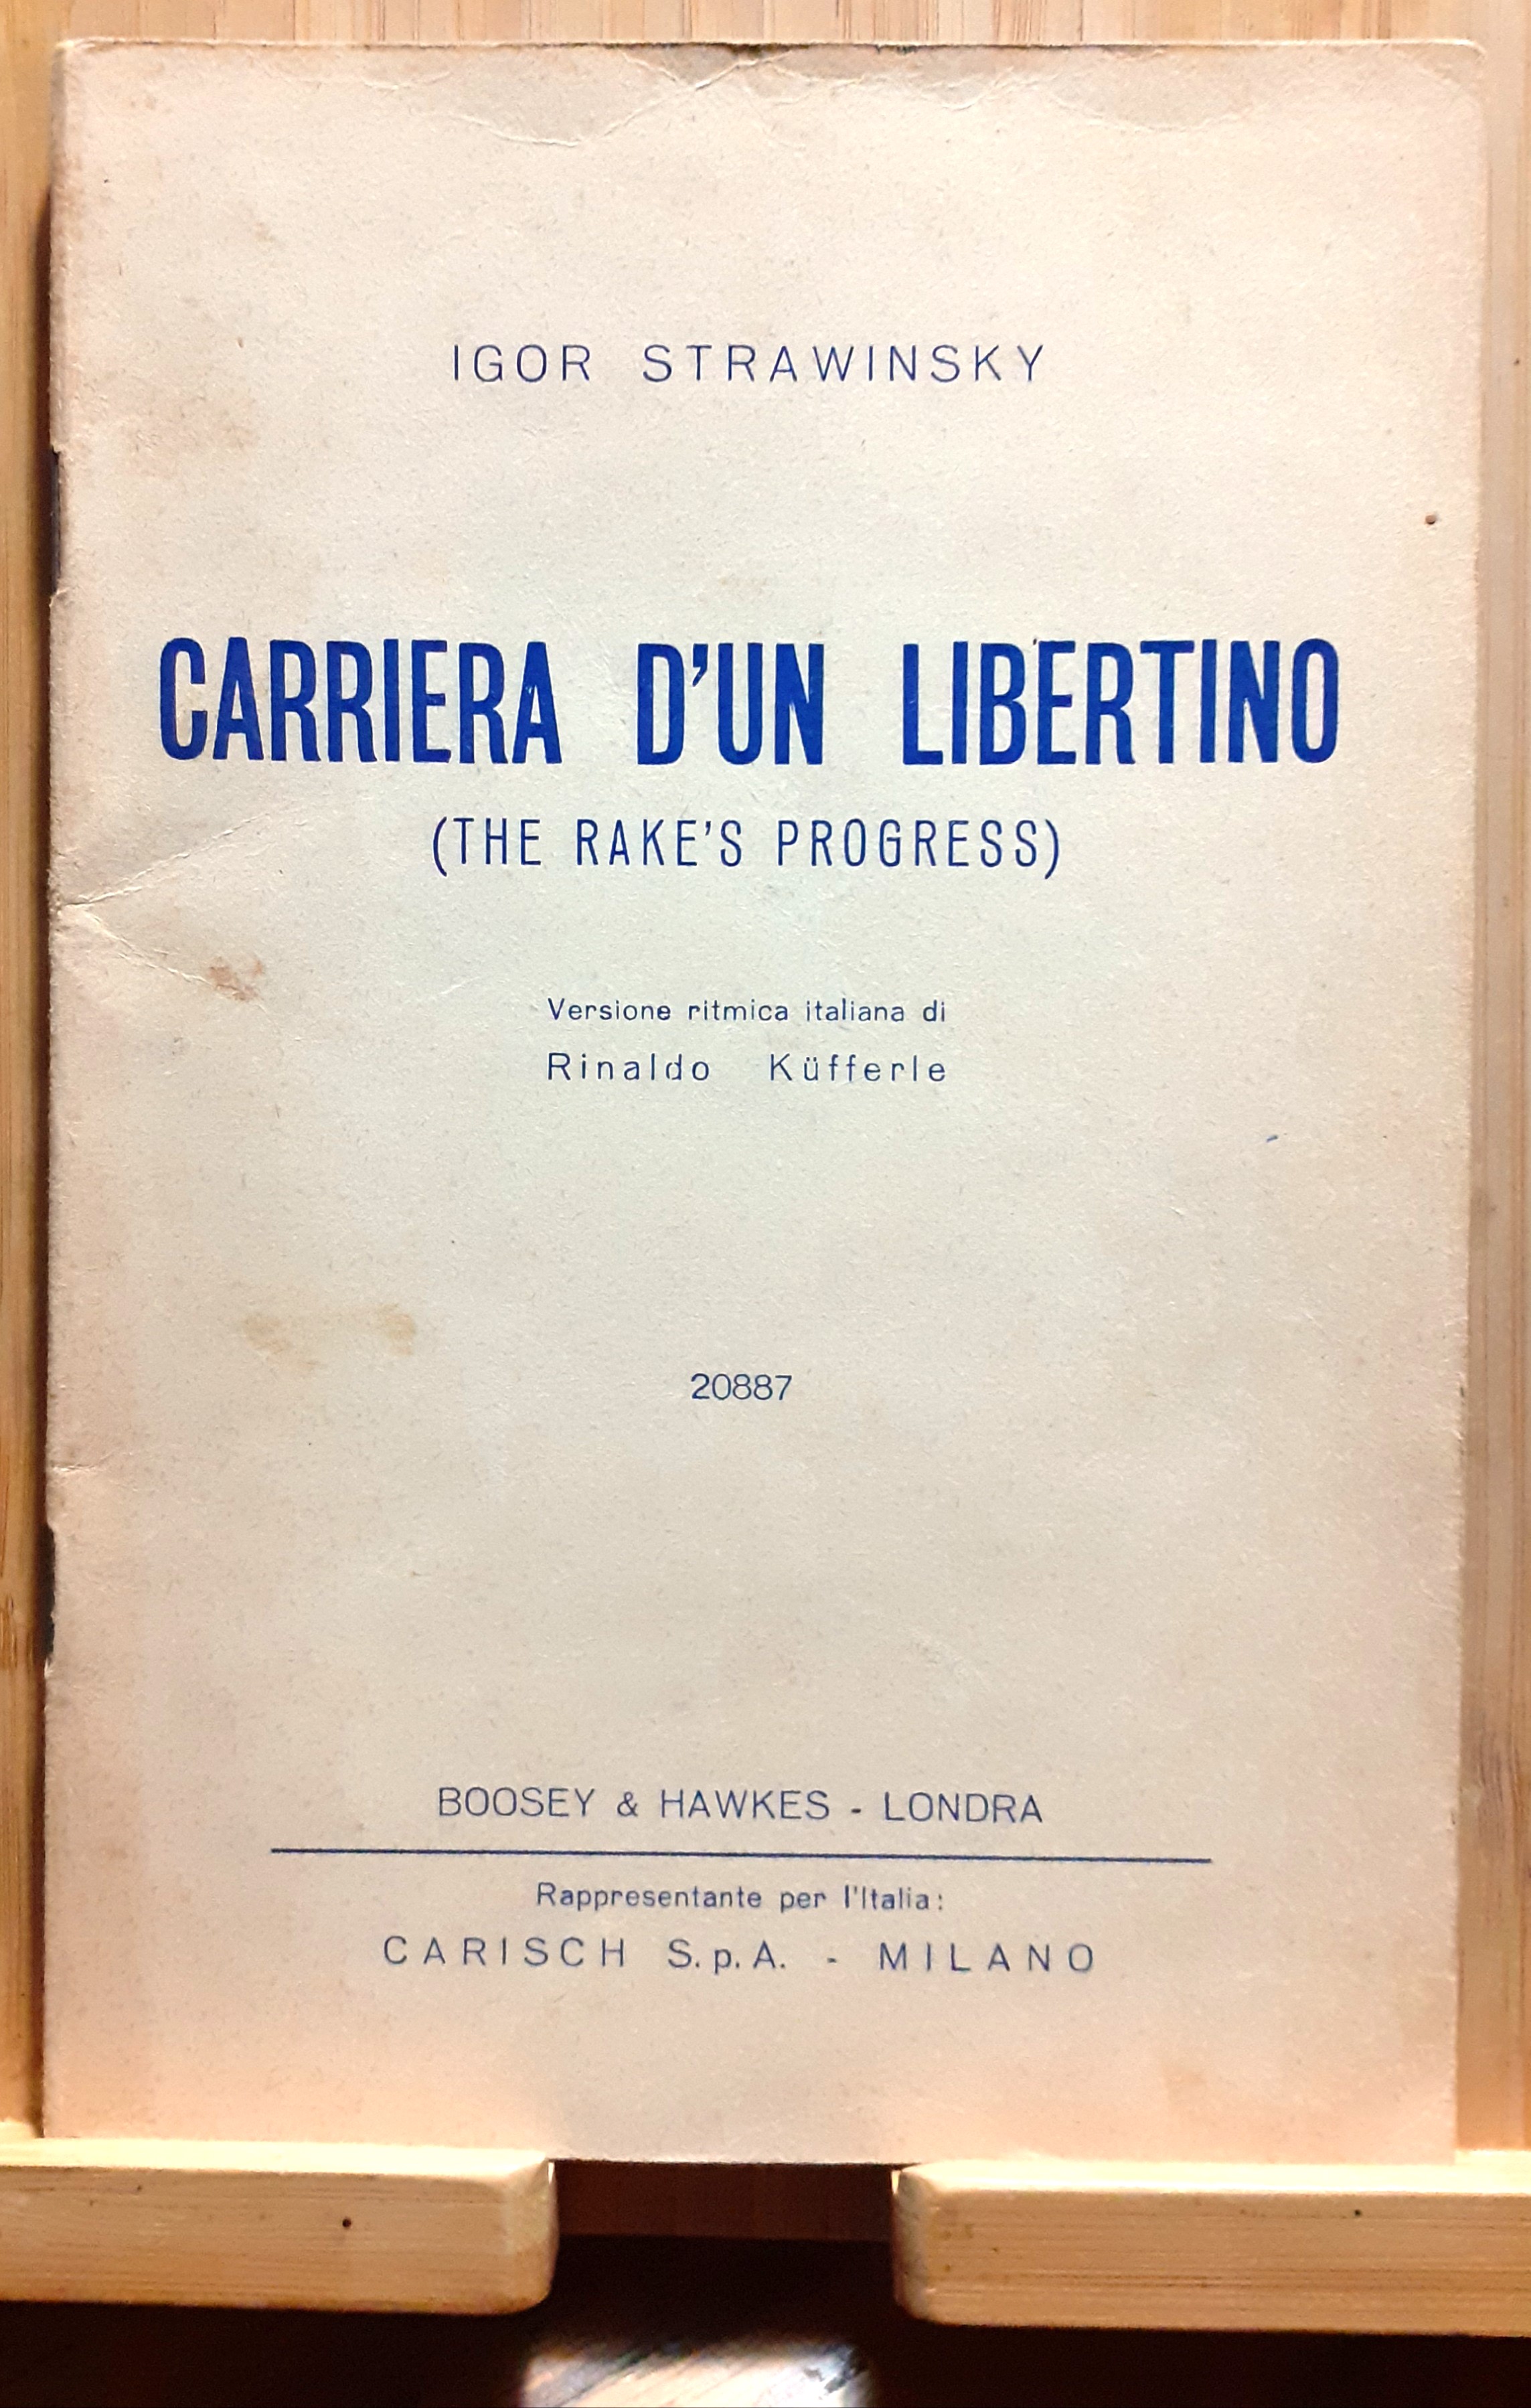 IGOR STRAWINSKY
CARRIERA D'UN LIBERTINO
(THE RAKE'S PROGRESS)
Versione ritmica italiana di
Rinaldo Küfferle
20887
BOOSEY & HAWKES - LONDRA
Rappresentante per l'Italia:
CARISCH S.p.A. - MILANO